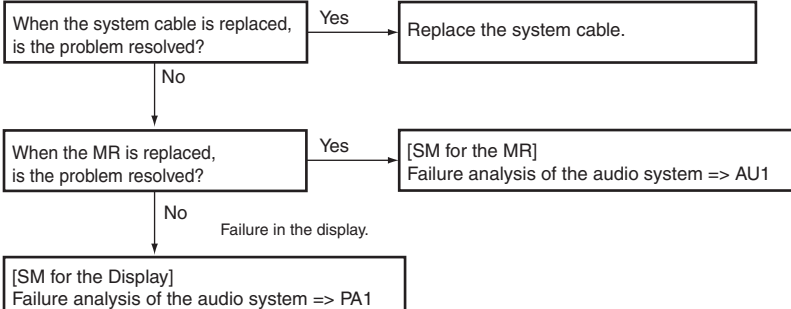 When the system cable is replaced,
is the problem resolved?
Yes
Replace the system cable.
No
When the MR is replaced,
is the problem resolved?
Yes
[SM for the MR]
Failure analysis of the audio system => AU1
No
Failure in the display.
[SM for the Display]
Failure analysis of the audio system => PA1